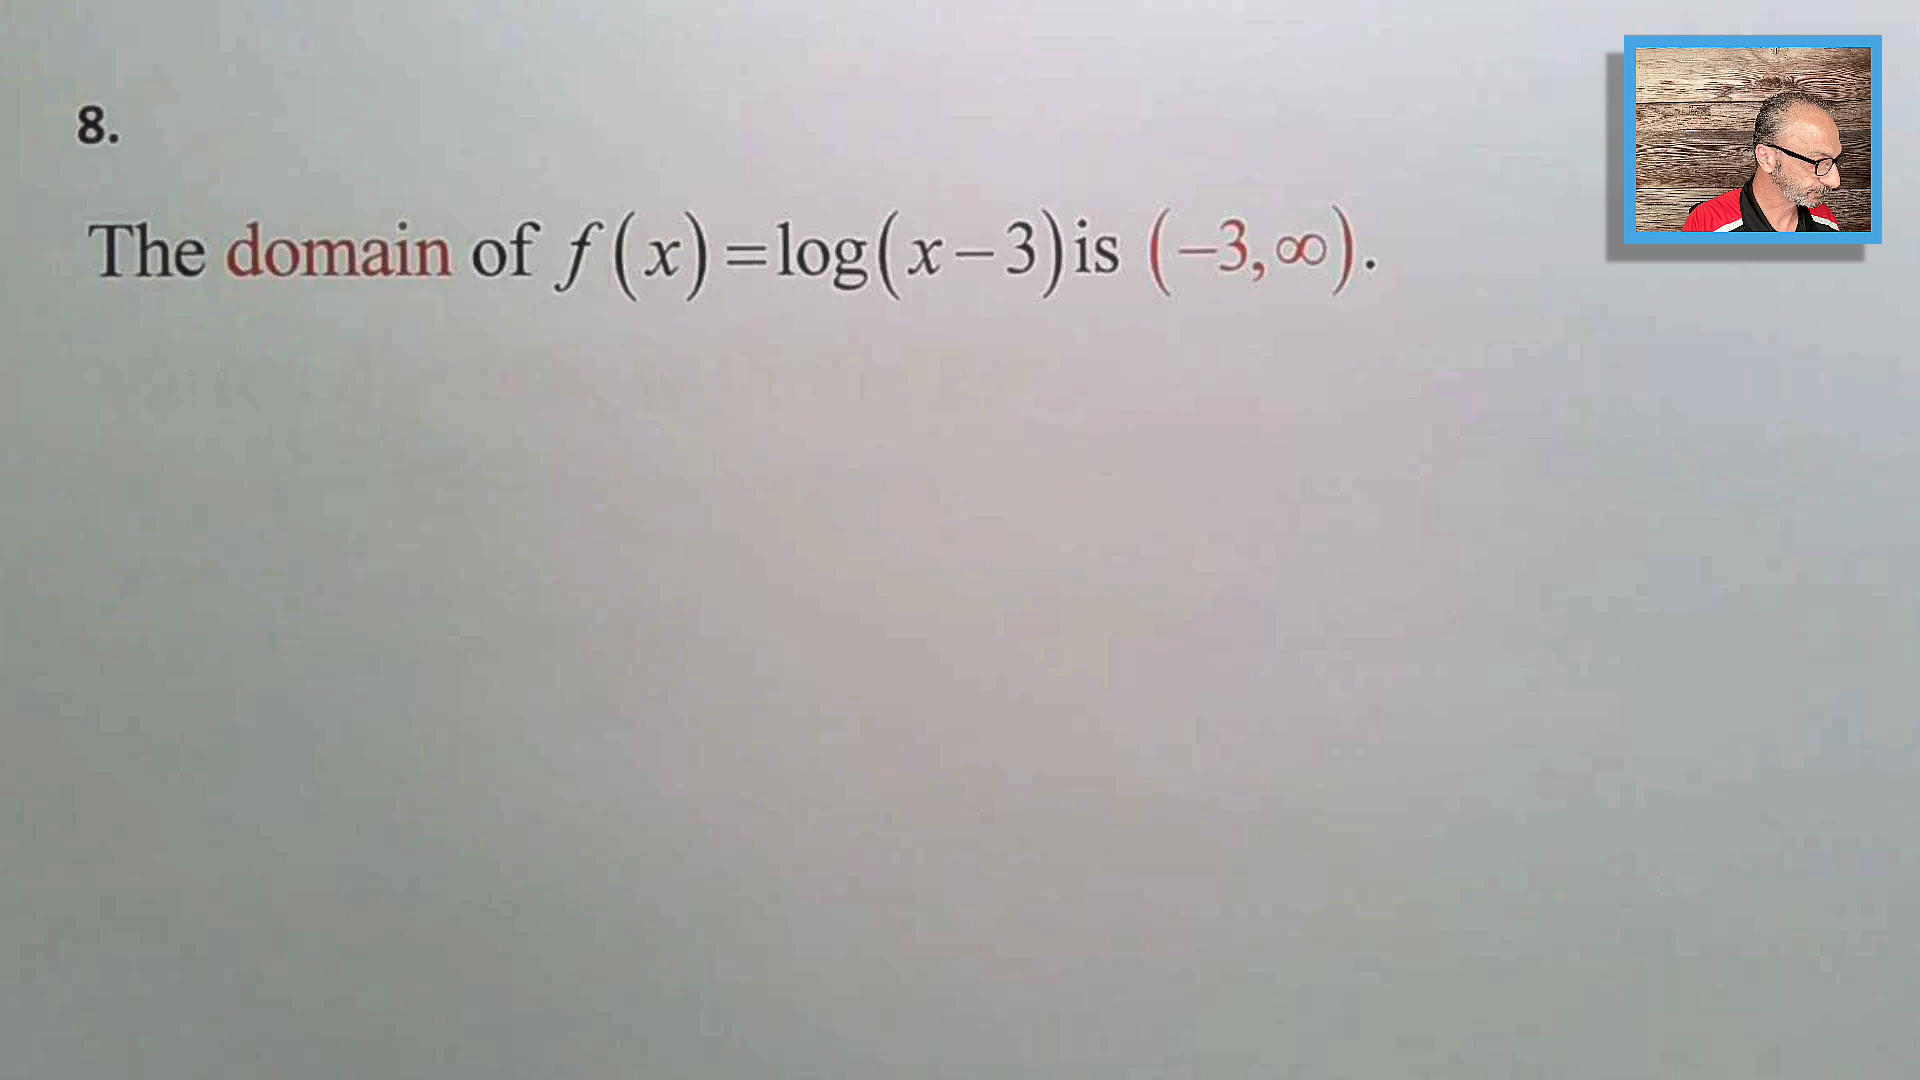 8.
The domain of f(x)=log(x−3)is (−3,∞).